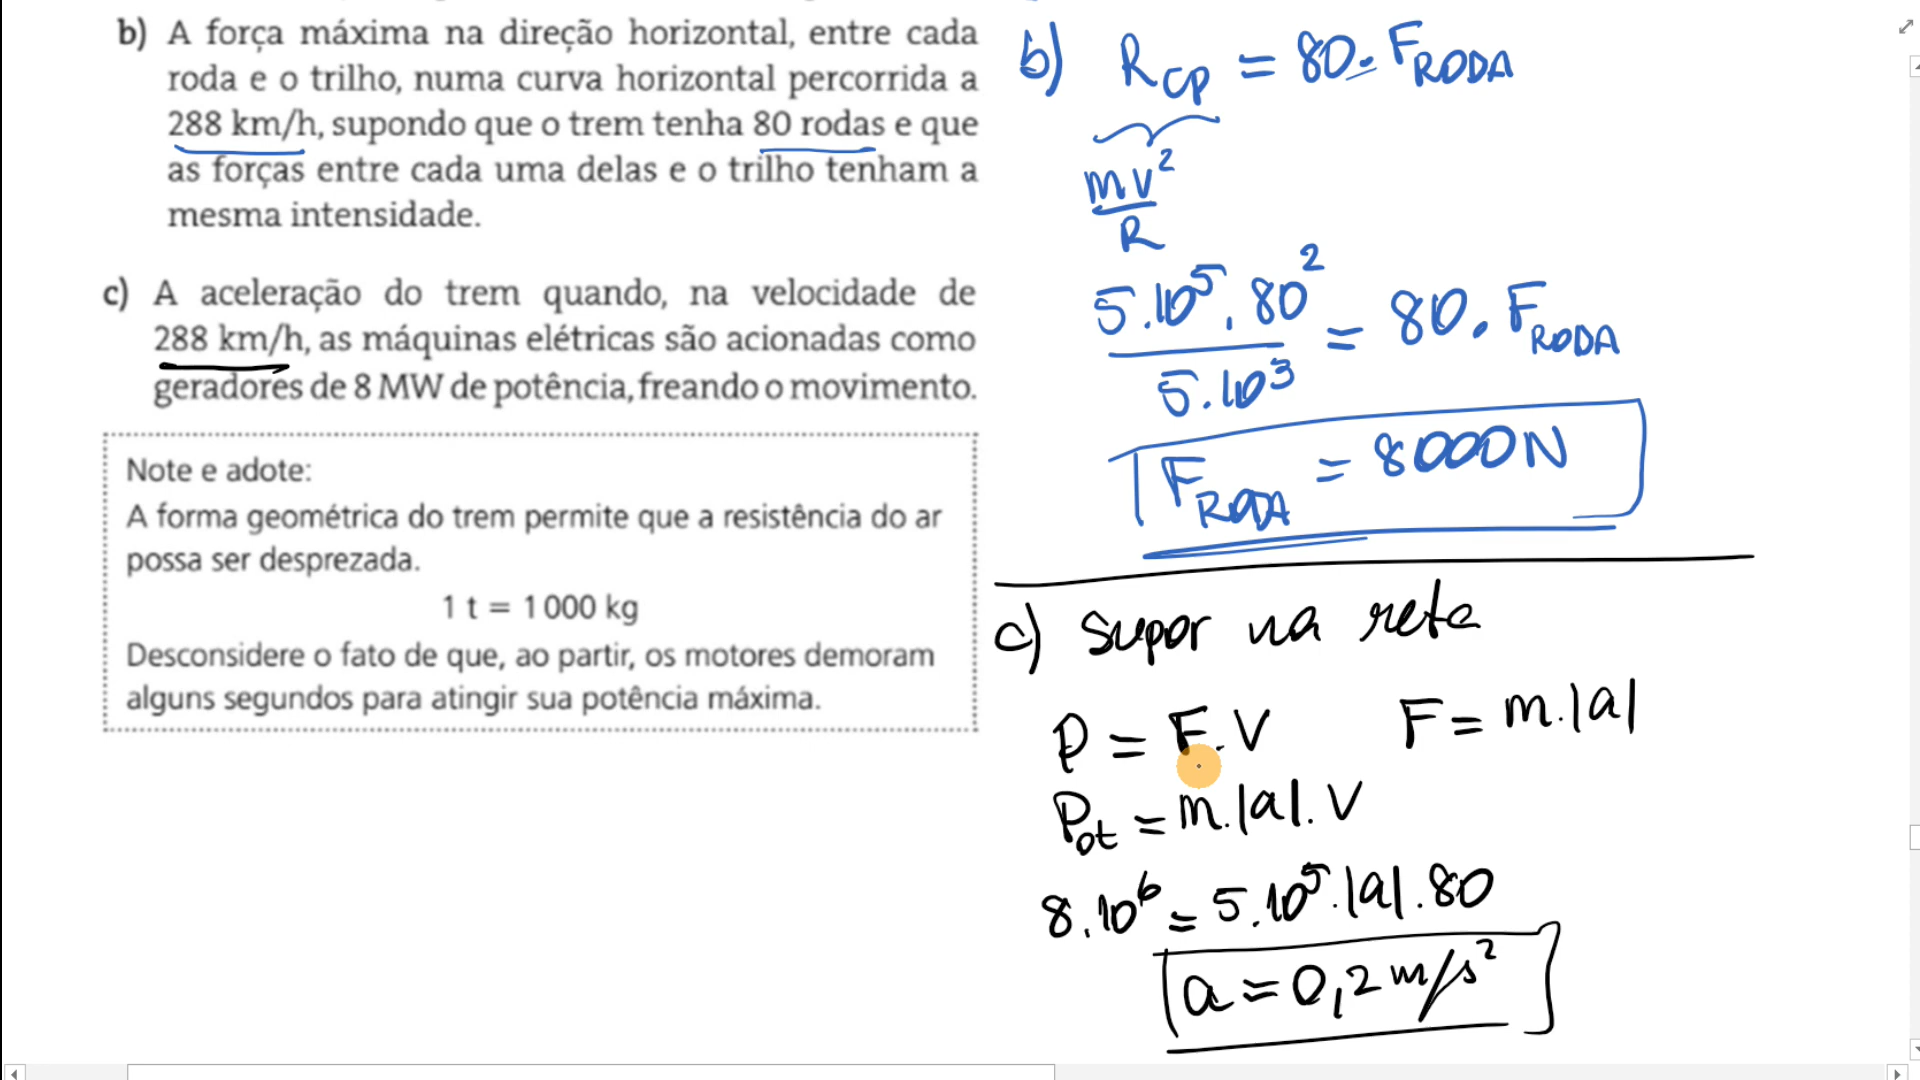 b) A força máxima na direção horizontal, entre cada
roda e o trilho, numa curva horizontal percorrida a
288 km/h, supondo que o trem tenha 80 rodas e que
as forças entre cada uma delas e o trilho tenham a
mesma intensidade.
c) A aceleração do trem quando, na velocidade de
288 km/h, as máquinas elétricas são acionadas como
geradores de 8 MW de potência, freando o movimento.
Note e adote:
A forma geométrica do trem permite que a resistência do ar
possa ser desprezada.
1 t = 1 000 kg
Desconsidere o fato de que, ao partir, os motores demoram
alguns segundos para atingir sua potência máxima.
b) R_CP = 80. F_RODA
mv²
R
5.10⁵.80² = 80. F_RODA
5.10³
F_RODA = 8000N
c) supor na reta
P = F.V F = m.|a|
Pot = m.|a|.V
8.10⁶ = 5.10⁵.|a|.80
a = 0,2 m/s²